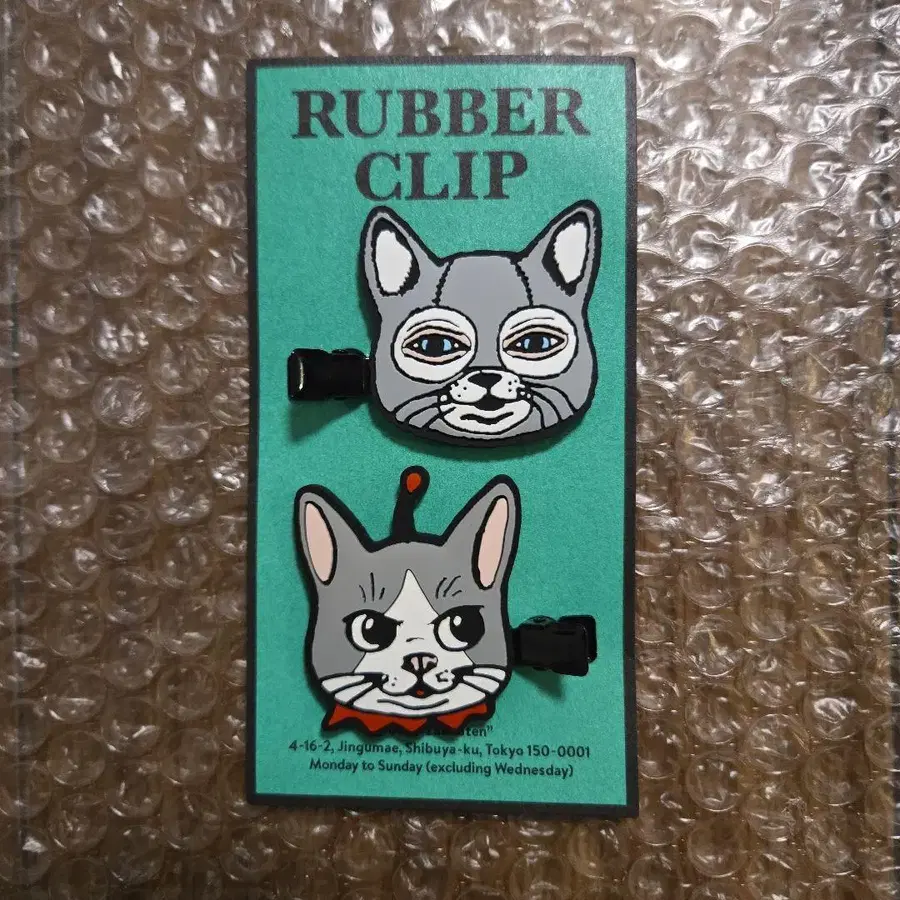 RUBBER
CLIP
4-16-2, Jingumae, Shibuya-ku, Tokyo 150-0001
Monday to Sunday (excluding Wednesday)